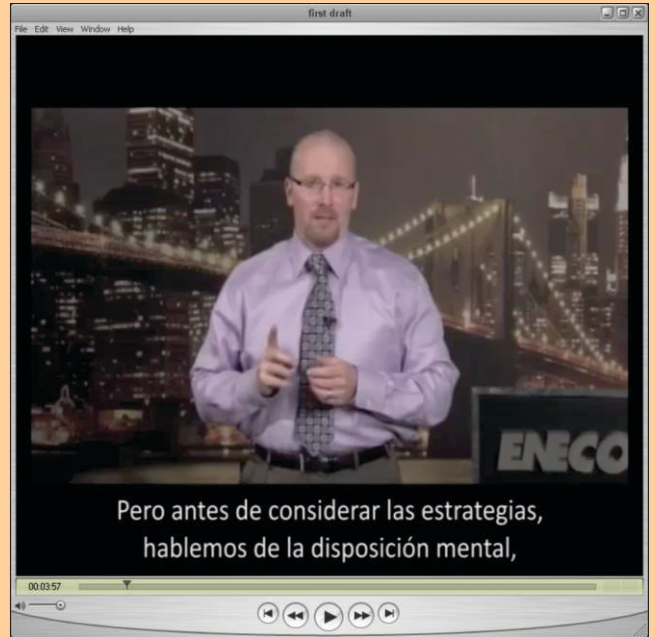 first draft
File Edit View Window Help
ENECO
Pero antes de considerar las estrategias,
hablemos de la disposición mental,
00:03:57